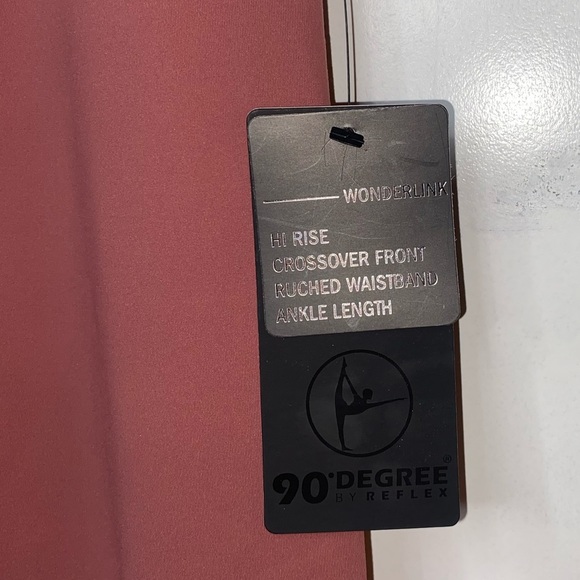 WONDERLINK
HI RISE
CROSSOVER FRONT
RUCHED WAISTBAND
ANKLE LENGTH
90° DEGREE®
BY REFLEX